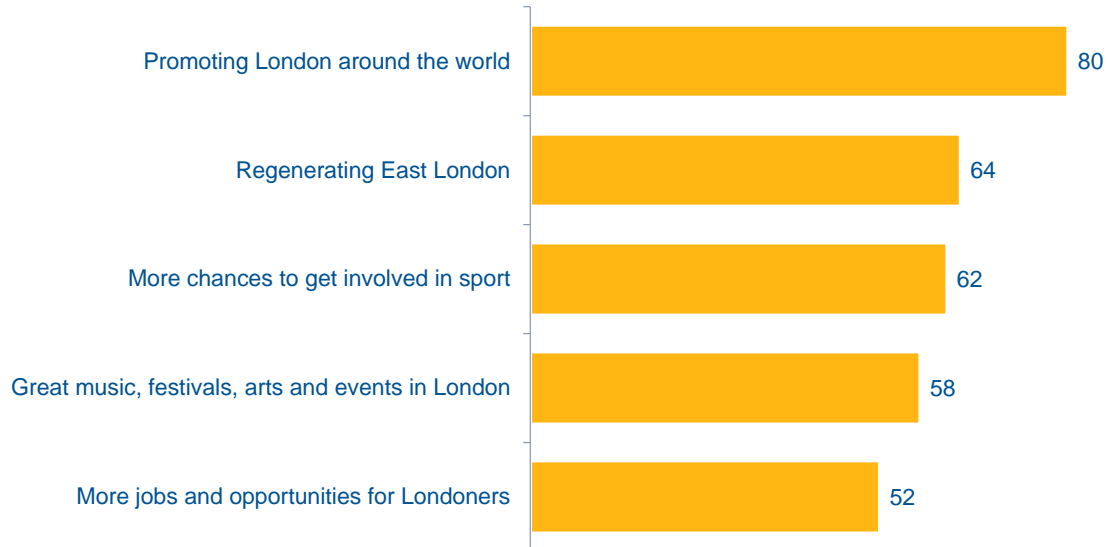 Promoting London around the world 80
Regenerating East London 64
More chances to get involved in sport 62
Great music, festivals, arts and events in London 58
More jobs and opportunities for Londoners 52